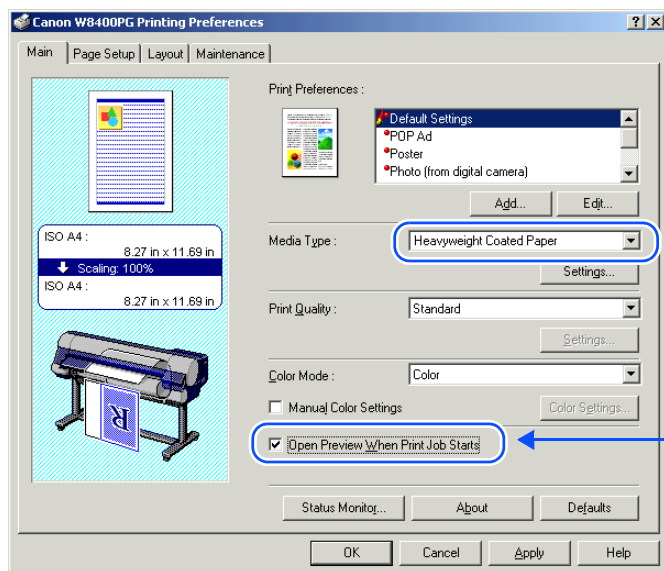 Canon W8400PG Printing Preferences
Main Page Setup Layout Maintenance
Print Preferences :
Default Settings
POP Ad
Poster
Photo (from digital camera)
Add... Edit...
ISO A4 :
8.27 in x 11.69 in
Scaling: 100%
ISO A4 :
8.27 in x 11.69 in
Media Type : Heavyweight Coated Paper
Settings...
Print Quality : Standard
Settings...
Color Mode : Color
Manual Color Settings Color Settings...
Open Preview When Print Job Starts
Status Monitor... About Defaults
OK Cancel Apply Help
R